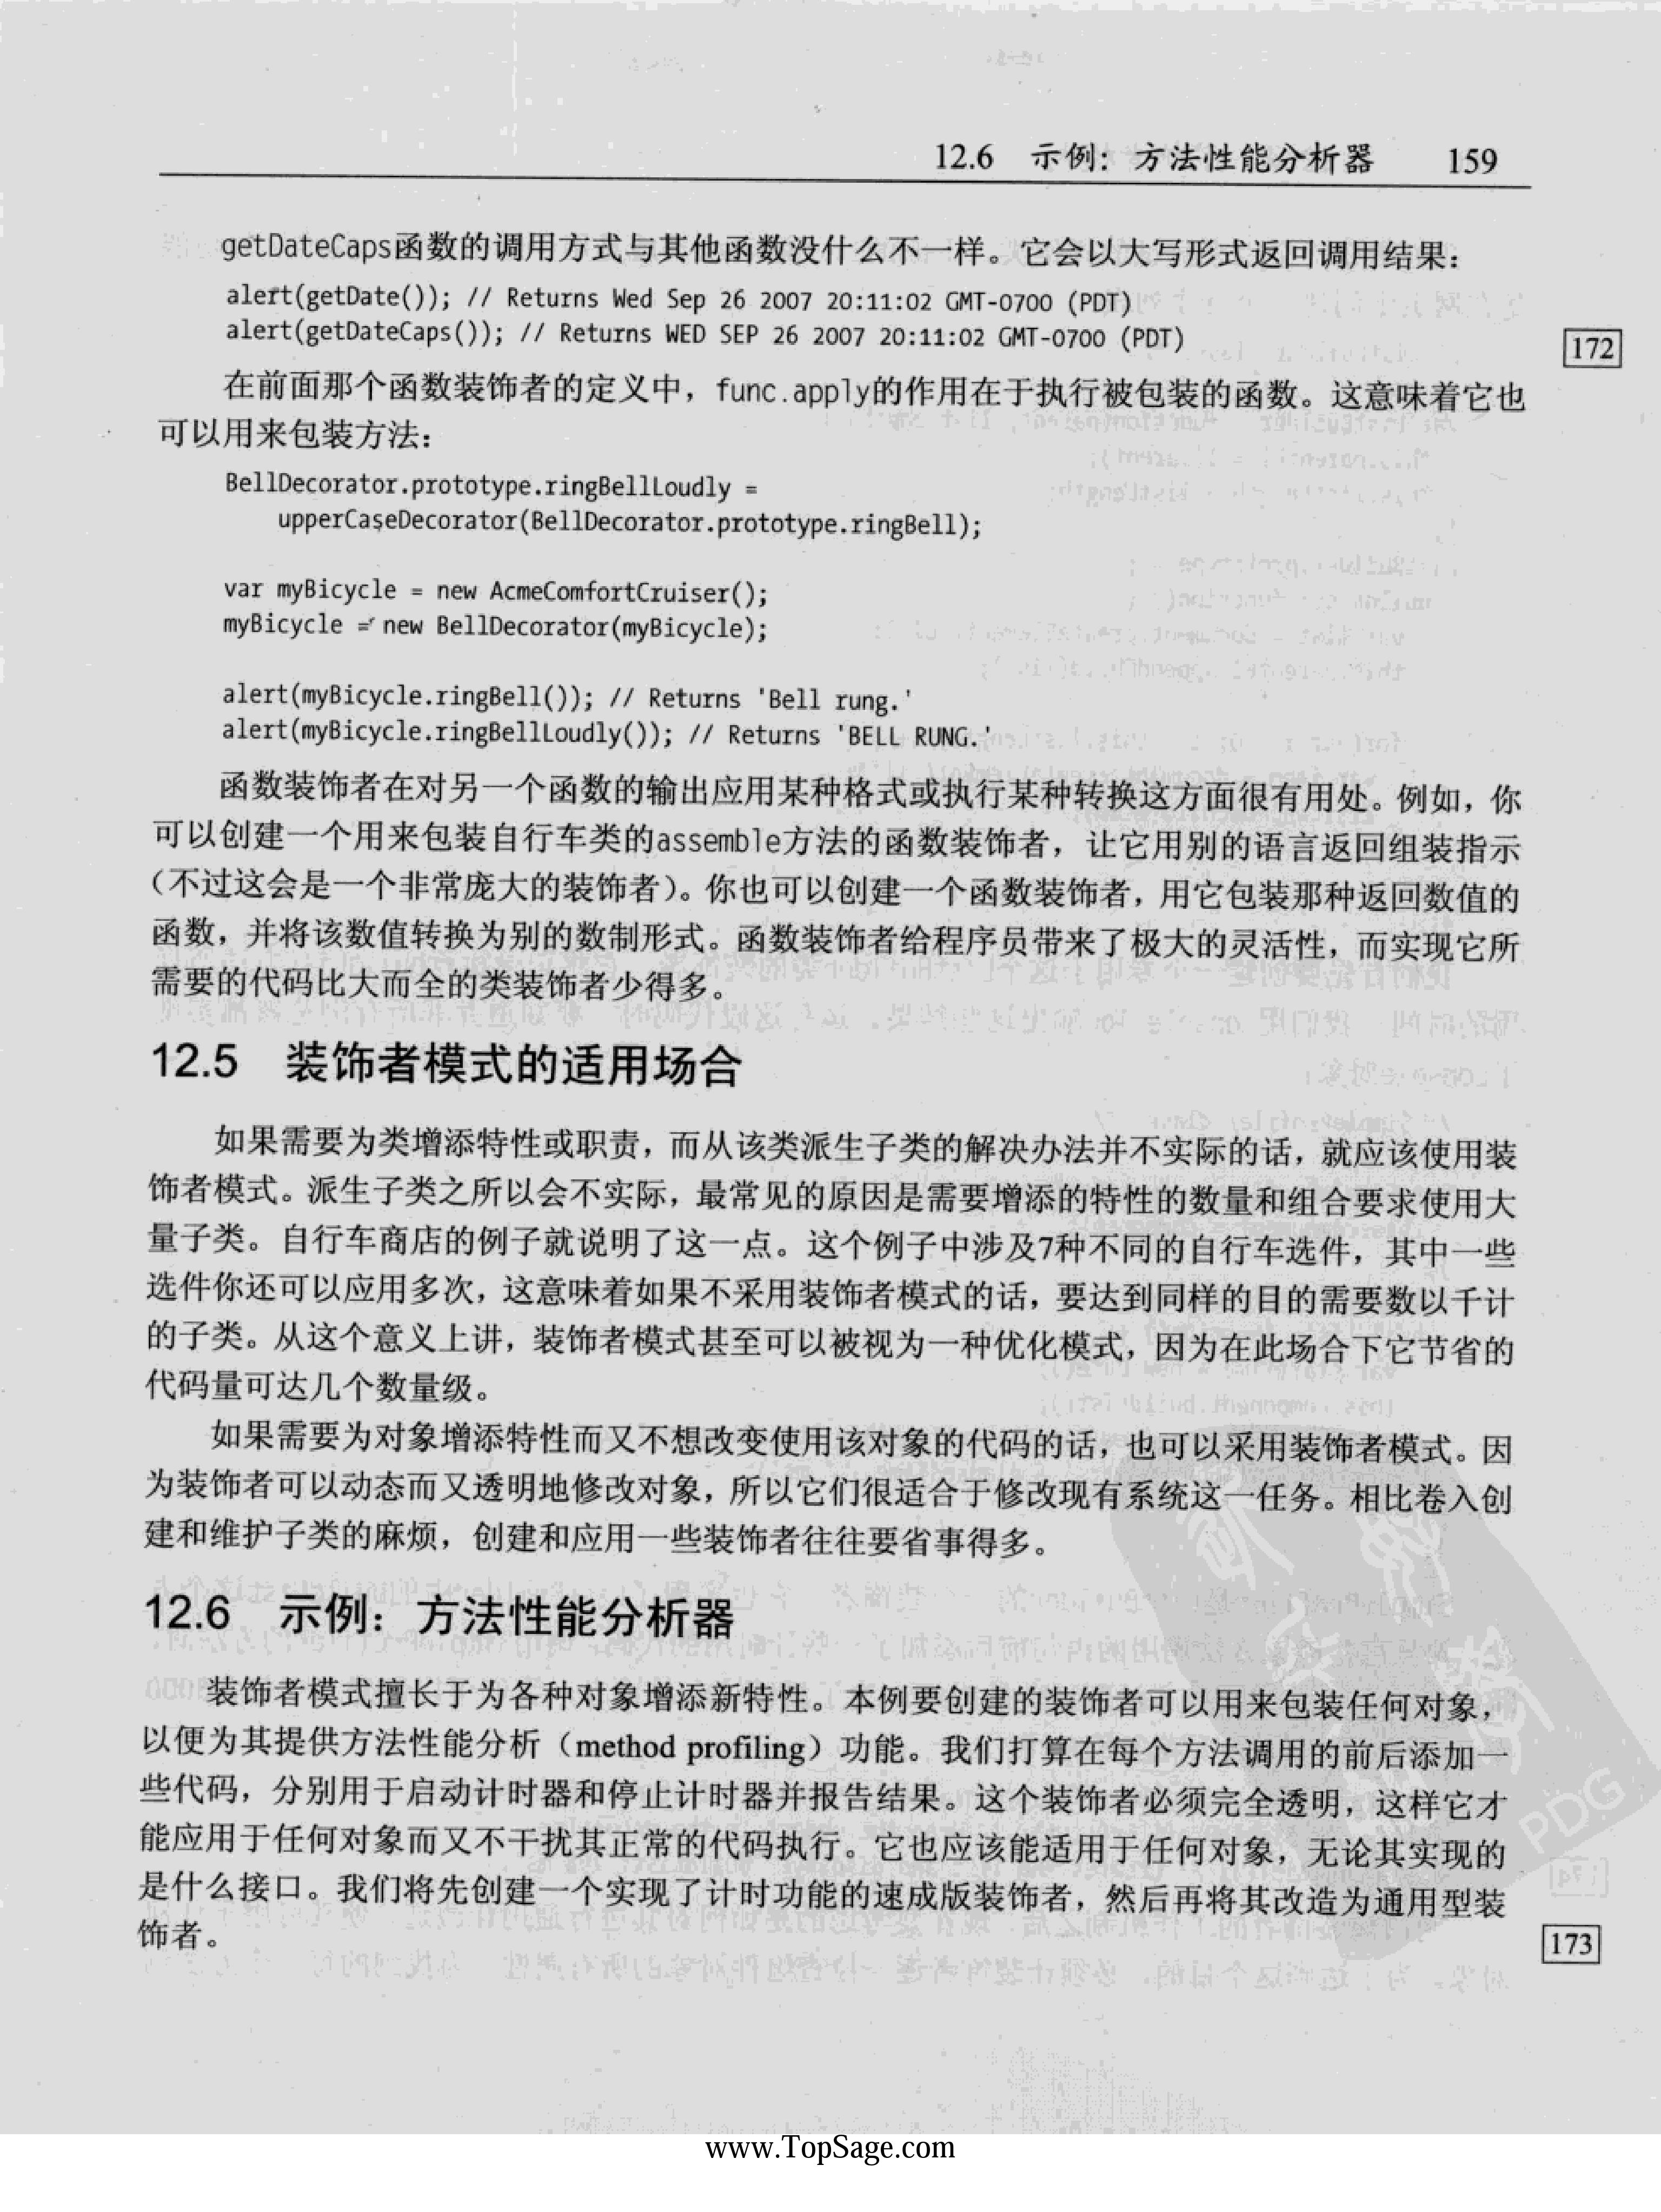 12.6 示例：方法性能分析器 159
getDateCaps函数的调用方式与其他函数没什么不一样。它会以大写形式返回调用结果：
alert(getDate()); // Returns Wed Sep 26 2007 20:11:02 GMT-0700 (PDT)
alert(getDateCaps()); // Returns WED SEP 26 2007 20:11:02 GMT-0700 (PDT)
172
在前面那个函数装饰者的定义中，func.apply的作用在于执行被包装的函数。这意味着它也
可以用来包装方法：
BellDecorator.prototype.ringBellLoudly =
upperCaseDecorator(BellDecorator.prototype.ringBell);
var myBicycle = new AcmeComfortCruiser();
myBicycle = new BellDecorator(myBicycle);
alert(myBicycle.ringBell()); // Returns 'Bell rung.'
alert(myBicycle.ringBellLoudly()); // Returns 'BELL RUNG.'
函数装饰者在对另一个函数的输出应用某种格式或执行某种转换这方面很有用处。例如，你
可以创建一个用来包装自行车类的assemble方法的函数装饰者，让它用别的语言返回组装指示
（不过这会是一个非常庞大的装饰者）。你也可以创建一个函数装饰者，用它包装那种返回数值的
函数，并将该数值转换为别的数制形式。函数装饰者给程序员带来了极大的灵活性，而实现它所
需要的代码比大而全的类装饰者少得多。
12.5 装饰者模式的适用场合
如果需要为类增添特性或职责，而从该类派生子类的解决办法并不实际的话，就应该使用装
饰者模式。派生子类之所以会不实际，最常见的原因是需要增添的特性的数量和组合要求使用大
量子类。自行车商店的例子就说明了这一点。这个例子中涉及7种不同的自行车选件，其中一些
选件你还可以应用多次，这意味着如果不采用装饰者模式的话，要达到同样的目的需要数以千计
的子类。从这个意义上讲，装饰者模式甚至可以被视为一种优化模式，因为在此场合下它节省的
代码量可达几个数量级。
如果需要为对象增添特性而又不想改变使用该对象的代码的话，也可以采用装饰者模式。因
为装饰者可以动态而又透明地修改对象，所以它们很适合于修改现有系统这一任务。相比卷入创
建和维护子类的麻烦，创建和应用一些装饰者往往要省事得多。
12.6 示例：方法性能分析器
装饰者模式擅长于为各种对象增添新特性。本例要创建的装饰者可以用来包装任何对象，
以便为其提供方法性能分析（method profiling）功能。我们打算在每个方法调用的前后添加一
些代码，分别用于启动计时器和停止计时器并报告结果。这个装饰者必须完全透明，这样它才
能应用于任何对象而又不干扰其正常的代码执行。它也应该能适用于任何对象，无论其实现的
是什么接口。我们将先创建一个实现了计时功能的速成版装饰者，然后再将其改造为通用型装
饰者。
173
PDG
www.TopSage.com